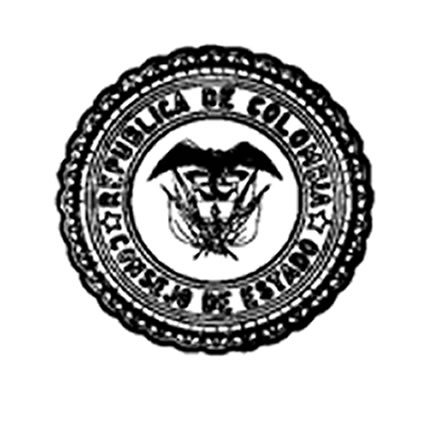 REPUBLICA DE COLOMBIA
CONSEJO DE ESTADO